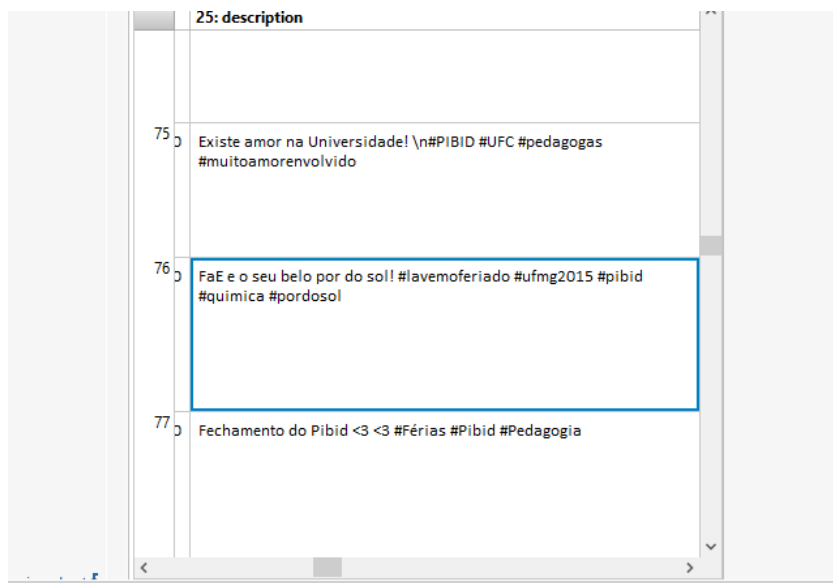 25: description
75
Existe amor na Universidade! \n#PIBID #UFC #pedagogas
#muitoamorenvolvido
76
FaE e o seu belo por do sol! #lavemoferiado #ufmg2015 #pibid
#quimica #pordosol
77
Fechamento do Pibid <3 <3 #Férias #Pibid #Pedagogia